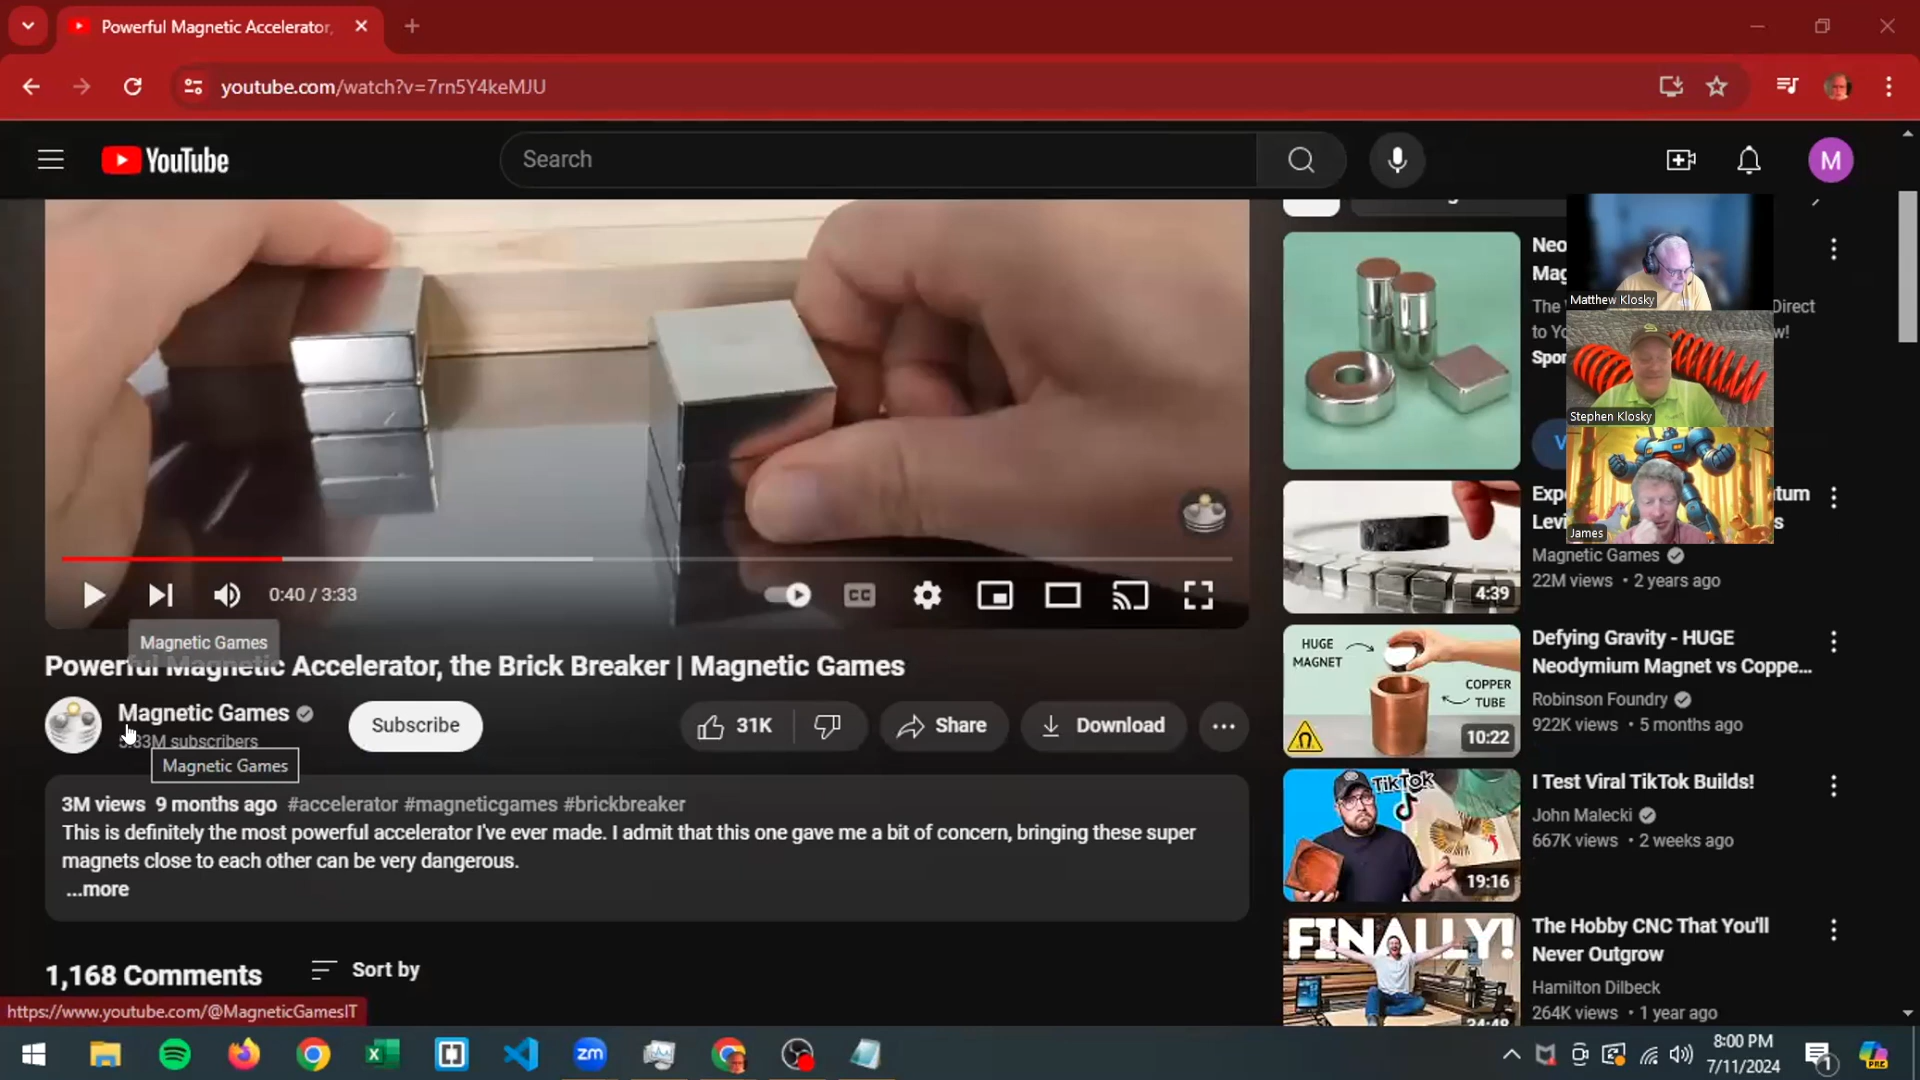 Powerful Magnetic Accelerator,
youtube.com/watch?v=7rn5Y4keMJU
YouTube
Search
M
0:40 / 3:33
CC
Magnetic Games
Powerful Magnetic Accelerator, the Brick Breaker | Magnetic Games
Magnetic Games
subscribers
Magnetic Games
Subscribe
31K
Share
Download
3M views 9 months ago #accelerator #magneticgames #brickbreaker
This is definitely the most powerful accelerator I've ever made. I admit that this one gave me a bit of concern, bringing these super
magnets close to each other can be very dangerous.
...more
1,168 Comments
Sort by
https://www.youtube.com/@MagneticGamesIT
Matthew Klosky
Stephen Klosky
James
Direct
Magnetic Games
22M views • 2 years ago
4:39
HUGE
MAGNET
COPPER
TUBE
10:22
Defying Gravity - HUGE
Neodymium Magnet vs Coppe...
Robinson Foundry
922K views • 5 months ago
TikTok
19:16
I Test Viral TikTok Builds!
John Malecki
667K views • 2 weeks ago
FINALLY!
The Hobby CNC That You'll
Never Outgrow
Hamilton Dilbeck
264K views • 1 year ago
zm
8:00 PM
7/11/2024
1
PRE